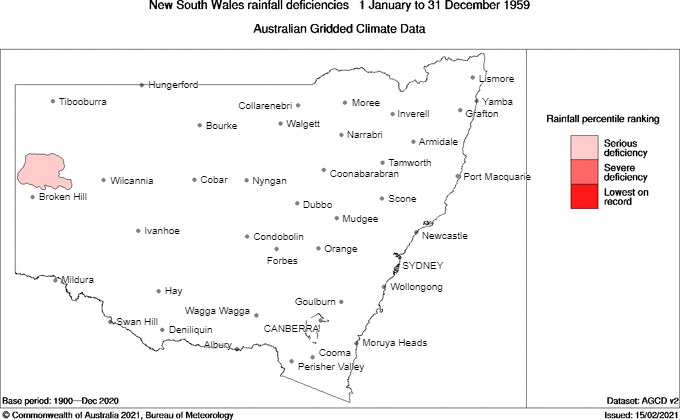 New South Wales rainfall deficiencies 1 January to 31 December 1959
Australian Gridded Climate Data
Lismore
Hungerford
Tibooburra
Collarenebri
Moree
Yamba
Inverell
Grafton
Bourke
Walgett
Narrabri
Armidale
Rainfall percentile ranking
Serious
deficiency
Severe
deficiency
Lowest on
record
Tamworth
Coonabarabran
Port Macquarie
Wilcannia
Cobar
Nyngan
Broken Hill
Scone
Dubbo
Mudgee
Ivanhoe
Condobolin
Newcastle
Orange
Forbes
SYDNEY
Mildura
Wollongong
Hay
Goulburn
Wagga Wagga
Swan Hill
CANBERRA
Deniliquin
Moruya Heads
Albury
Cooma
Perisher Valley
Base period: 1900—Dec 2020
Dataset: AGCD v2
© Commonwealth of Australia 2021, Bureau of Meteorology
Issued: 15/02/2021